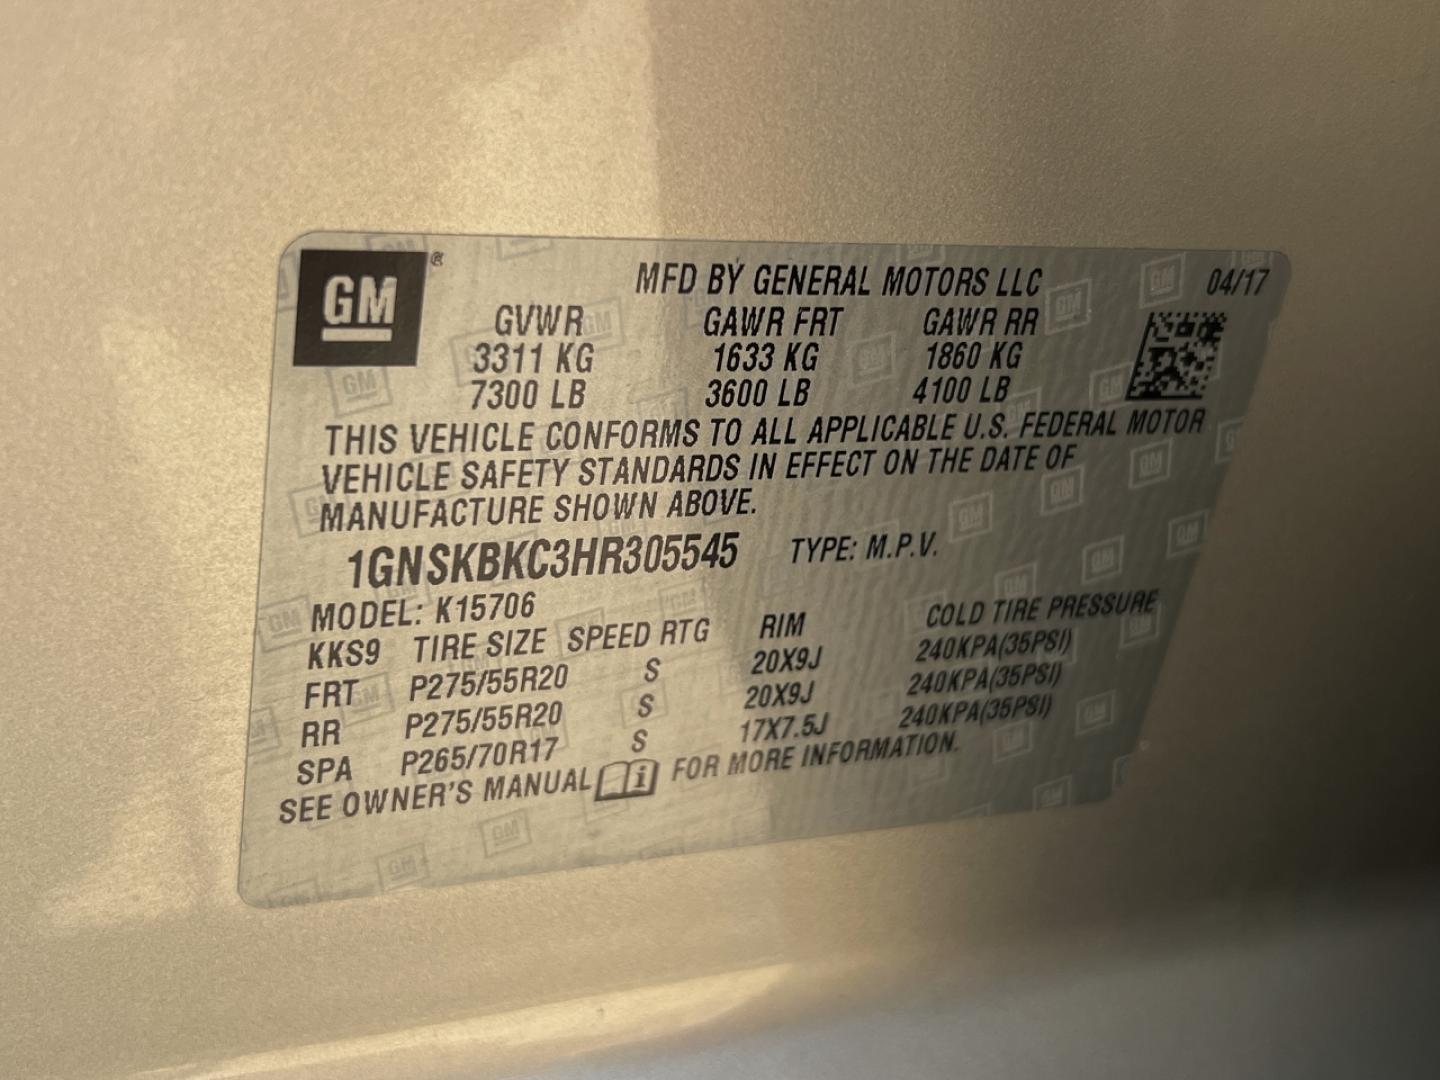 GM ® MFD BY GENERAL MOTORS LLC 04/17
GVWR GAWR FRT GAWR RR
3311 KG 1633 KG 1860 KG
7300 LB 3600 LB 4100 LB
THIS VEHICLE CONFORMS TO ALL APPLICABLE U.S. FEDERAL MOTOR
VEHICLE SAFETY STANDARDS IN EFFECT ON THE DATE OF
MANUFACTURE SHOWN ABOVE.
1GNSKBKC3HR305545 TYPE: M.P.V.
MODEL: K15706
KKS9 TIRE SIZE SPEED RTG RIM COLD TIRE PRESSURE
FRT P275/55R20 S 20X9J 240KPA(35PSI)
RR P275/55R20 S 20X9J 240KPA(35PSI)
SPA P265/70R17 S 17X7.5J 240KPA(35PSI)
SEE OWNER'S MANUAL i FOR MORE INFORMATION.